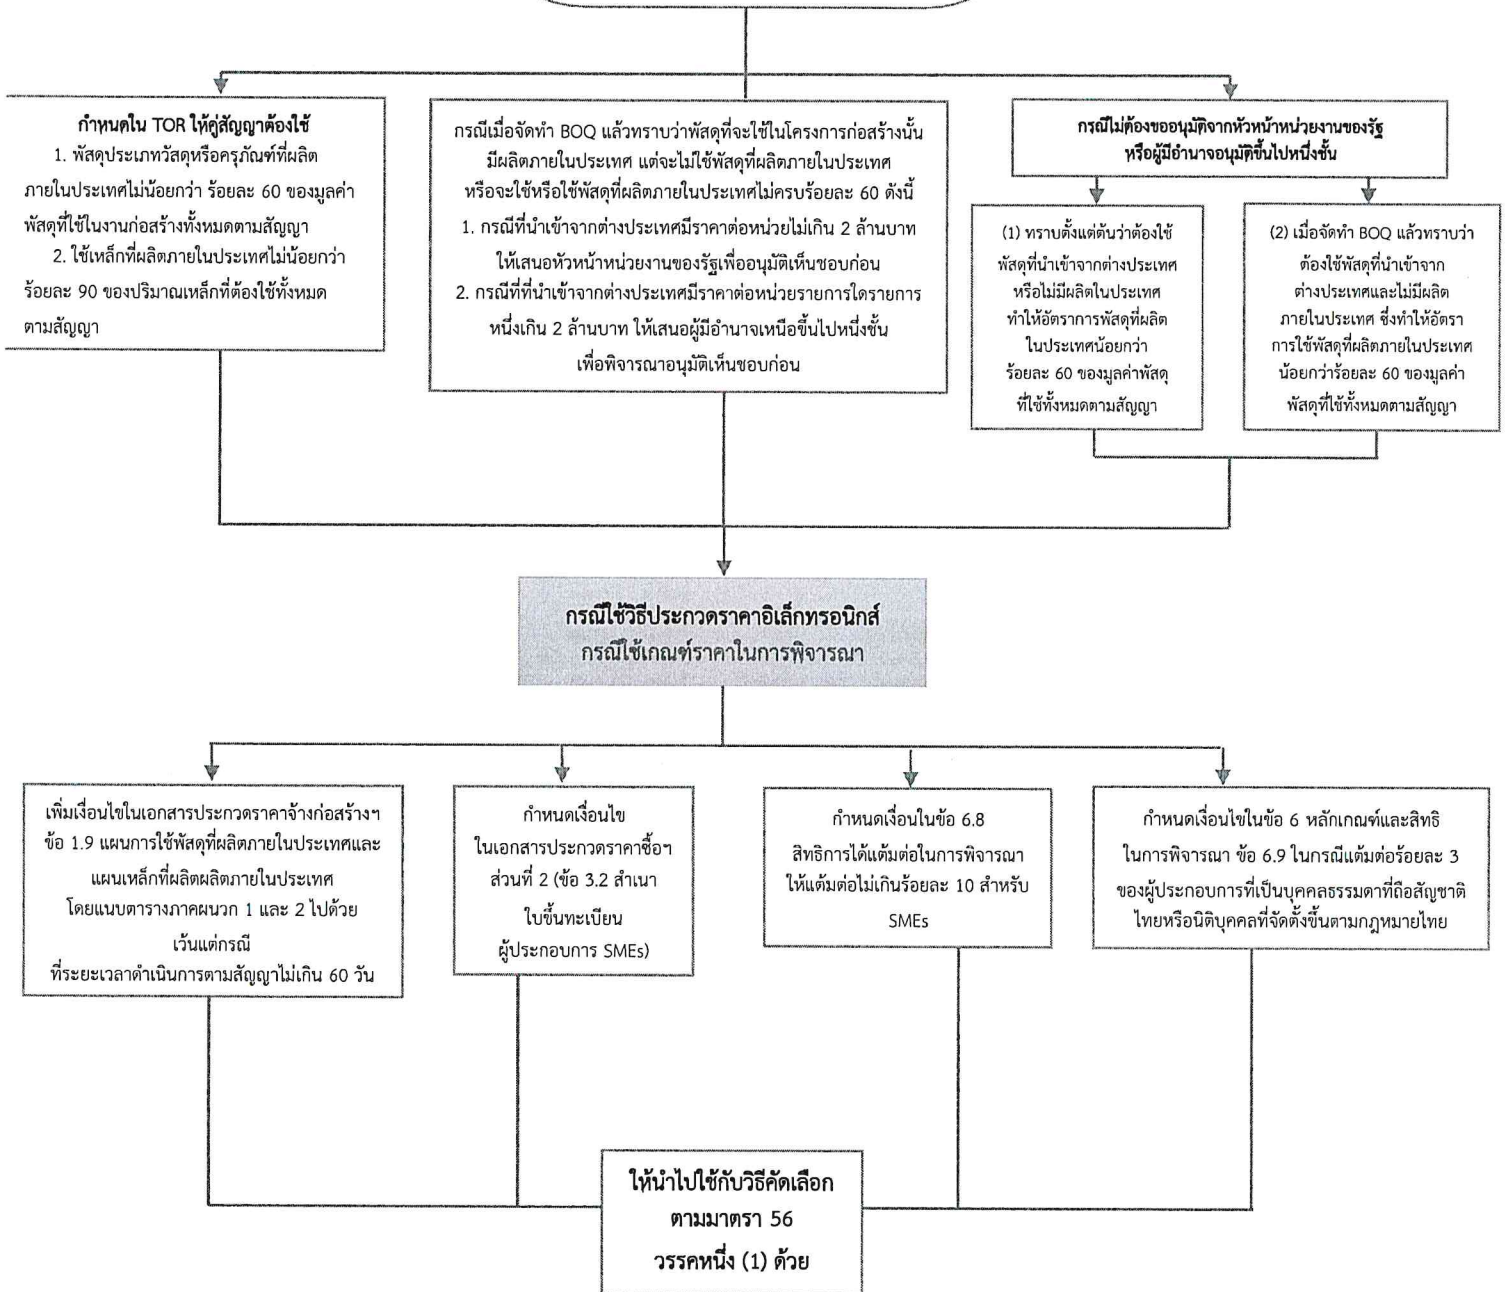 กำหนดใน TOR ให้คู่สัญญาต้องใช้
1. พัสดุประเภทวัสดุหรือครุภัณฑ์ที่ผลิต
ภายในประเทศไม่น้อยกว่า ร้อยละ 60 ของมูลค่า
พัสดุที่ใช้ในงานก่อสร้างทั้งหมดตามสัญญา
2. ใช้เหล็กที่ผลิตภายในประเทศไม่น้อยกว่า
ร้อยละ 90 ของปริมาณเหล็กที่ต้องใช้ทั้งหมด
ตามสัญญา
กรณีเมื่อจัดทำ BOQ แล้วทราบว่าพัสดุที่จะใช้ในโครงการก่อสร้างนั้น
มีผลิตภายในประเทศ แต่จะไม่ใช้พัสดุที่ผลิตภายในประเทศ
หรือจะใช้หรือใช้พัสดุที่ผลิตภายในประเทศไม่ครบร้อยละ 60 ดังนี้
1. กรณีที่นำเข้าจากต่างประเทศมีราคาต่อหน่วยไม่เกิน 2 ล้านบาท
ให้เสนอหัวหน้าหน่วยงานของรัฐเพื่ออนุมัติเห็นชอบก่อน
2. กรณีที่ที่นำเข้าจากต่างประเทศมีราคาต่อหน่วยรายการใดรายการ
หนึ่งเกิน 2 ล้านบาท ให้เสนอผู้มีอำนาจเหนือขึ้นไปหนึ่งชั้น
เพื่อพิจารณาอนุมัติเห็นชอบก่อน
กรณีไม่ต้องขออนุมัติจากหัวหน้าหน่วยงานของรัฐ
หรือผู้มีอำนาจอนุมัติขึ้นไปหนึ่งชั้น
(1) ทราบตั้งแต่ต้นว่าต้องใช้
พัสดุที่นำเข้าจากต่างประเทศ
หรือไม่มีผลิตในประเทศ
ทำให้อัตราการพัสดุที่ผลิต
ในประเทศน้อยกว่า
ร้อยละ 60 ของมูลค่าพัสดุ
ที่ใช้ทั้งหมดตามสัญญา
(2) เมื่อจัดทำ BOQ แล้วทราบว่า
ต้องใช้พัสดุที่นำเข้าจาก
ต่างประเทศและไม่มีผลิต
ภายในประเทศ ซึ่งทำให้อัตรา
การใช้พัสดุที่ผลิตภายในประเทศ
น้อยกว่าร้อยละ 60 ของมูลค่า
พัสดุที่ใช้ทั้งหมดตามสัญญา
กรณีใช้วิธีประกวดราคาอิเล็กทรอนิกส์
กรณีใช้เกณฑ์ราคาในการพิจารณา
เพิ่มเงื่อนไขในเอกสารประกวดราคาจ้างก่อสร้างฯ
ข้อ 1.9 แผนการใช้พัสดุที่ผลิตภายในประเทศและ
แผนเหล็กที่ผลิตผลิตภายในประเทศ
โดยแนบตารางภาคผนวก 1 และ 2 ไปด้วย
เว้นแต่กรณี
ที่ระยะเวลาดำเนินการตามสัญญาไม่เกิน 60 วัน
กำหนดเงื่อนไข
ในเอกสารประกวดราคาซื้อฯ
ส่วนที่ 2 (ข้อ 3.2 สำเนา
ใบขึ้นทะเบียน
ผู้ประกอบการ SMEs)
กำหนดเงื่อนในข้อ 6.8
สิทธิการได้แต้มต่อในการพิจารณา
ให้แต้มต่อไม่เกินร้อยละ 10 สำหรับ
SMEs
กำหนดเงื่อนไขในข้อ 6 หลักเกณฑ์และสิทธิ
ในการพิจารณา ข้อ 6.9 ในกรณีแต้มต่อร้อยละ 3
ของผู้ประกอบการที่เป็นบุคคลธรรมดาที่ถือสัญชาติ
ไทยหรือนิติบุคคลที่จัดตั้งขึ้นตามกฎหมายไทย
ให้นำไปใช้กับวิธีคัดเลือก
ตามมาตรา 56
วรรคหนึ่ง (1) ด้วย